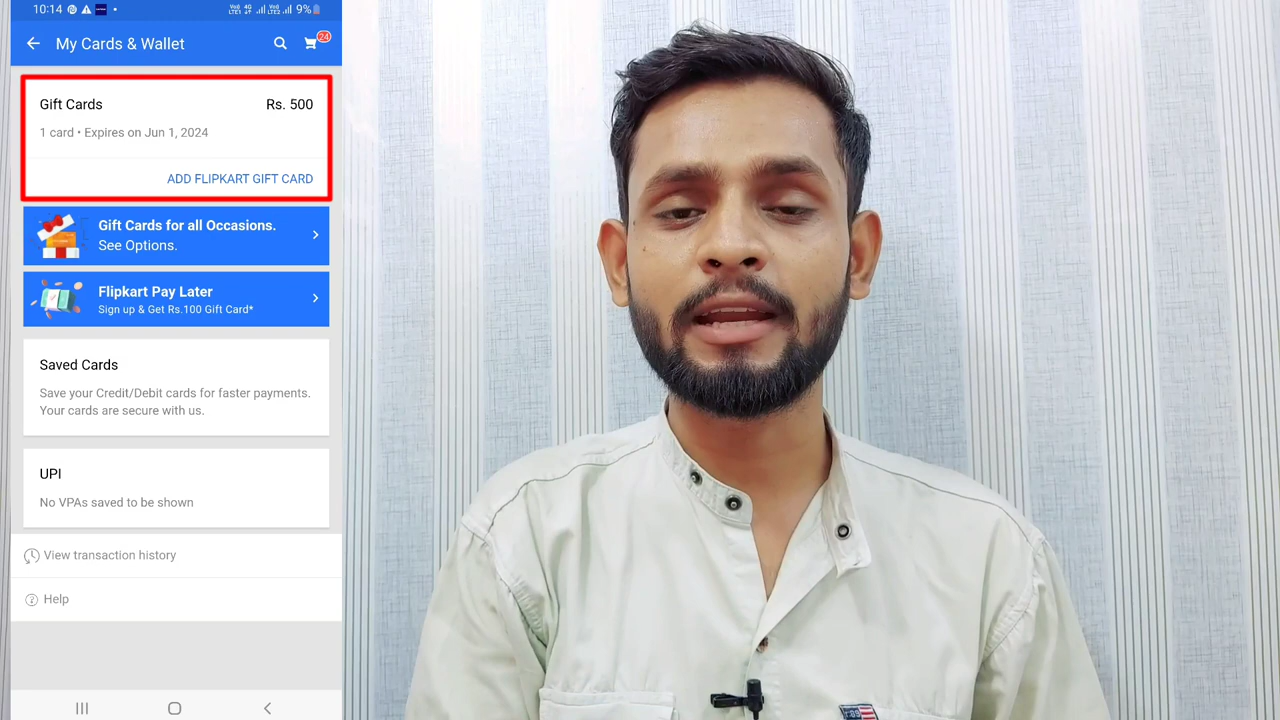 10:14
9%
My Cards & Wallet
24
Gift Cards
Rs. 500
1 card • Expires on Jun 1, 2024
ADD FLIPKART GIFT CARD
Gift Cards for all Occasions.
See Options.
Flipkart Pay Later
Sign up & Get Rs.100 Gift Card*
Saved Cards
Save your Credit/Debit cards for faster payments.
Your cards are secure with us.
UPI
No VPAs saved to be shown
View transaction history
Help